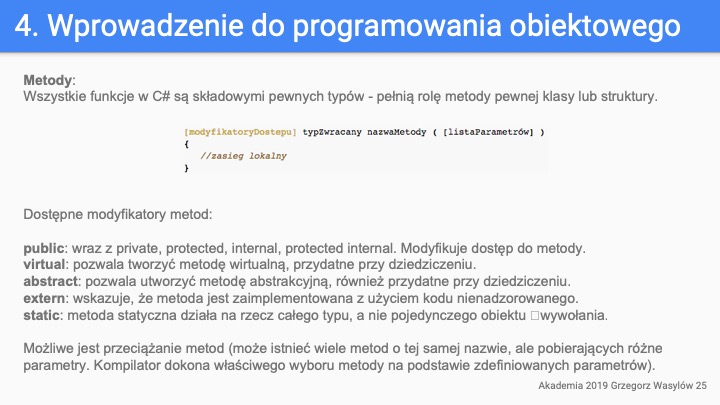 4. Wprowadzenie do programowania obiektowego
Metody:
Wszystkie funkcje w C# są składowymi pewnych typów - pełnią rolę metody pewnej klasy lub struktury.
[modyfikatoryDostepu] typZwracany nazwaMetody ( [listaParametrów] )
{
//zasieg lokalny
}
Dostępne modyfikatory metod:
public: wraz z private, protected, internal, protected internal. Modyfikuje dostęp do metody.
virtual: pozwala tworzyć metodę wirtualną, przydatne przy dziedziczeniu.
abstract: pozwala utworzyć metodę abstrakcyjną, również przydatne przy dziedziczeniu.
extern: wskazuje, że metoda jest zaimplementowana z użyciem kodu nienadzorowanego.
static: metoda statyczna działa na rzecz całego typu, a nie pojedynczego obiektu □wywołania.
Możliwe jest przeciążanie metod (może istnieć wiele metod o tej samej nazwie, ale pobierających różne
parametry. Kompilator dokona właściwego wyboru metody na podstawie zdefiniowanych parametrów).
Akademia 2019 Grzegorz Wasylów 25